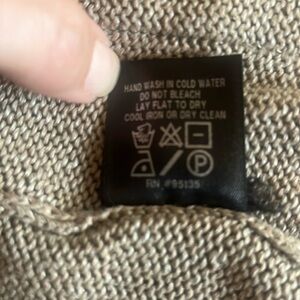 HAND WASH IN COLD WATER
DO NOT BLEACH
LAY FLAT TO DRY
COOL IRON OR DRY CLEAN
P
RN #95135